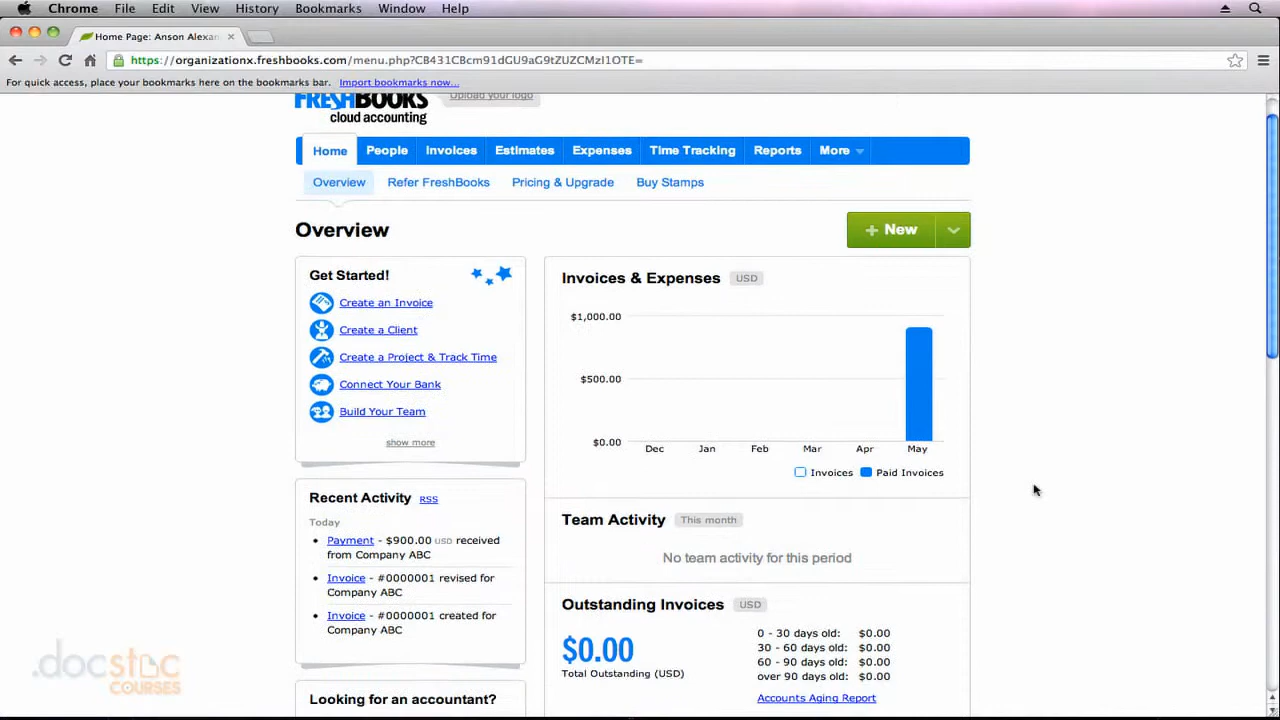 Chrome File Edit View History Bookmarks Window Help
Home Page: Anson Alexan
https://organizationx.freshbooks.com/menu.php?CB431CBcm91dGU9aG9tZUZCMzI1OTE=
For quick access, place your bookmarks here on the bookmarks bar. Import bookmarks now...
FRESHBOOKS
cloud accounting
Upload your logo
Home People Invoices Estimates Expenses Time Tracking Reports More
Overview Refer FreshBooks Pricing & Upgrade Buy Stamps
Overview
+ New
Get Started!
Create an Invoice
Create a Client
Create a Project & Track Time
Connect Your Bank
Build Your Team
show more
Recent Activity RSS
Today
Payment - $900.00 USD received
from Company ABC
Invoice - #0000001 revised for
Company ABC
Invoice - #0000001 created for
Company ABC
Looking for an accountant?
Invoices & Expenses USD
$1,000.00
$500.00
$0.00
Dec Jan Feb Mar Apr May
Invoices Paid Invoices
Team Activity This month
No team activity for this period
Outstanding Invoices USD
$0.00
Total Outstanding (USD)
0 - 30 days old: $0.00
30 - 60 days old: $0.00
60 - 90 days old: $0.00
over 90 days old: $0.00
Accounts Aging Report
.docstoc
COURSES